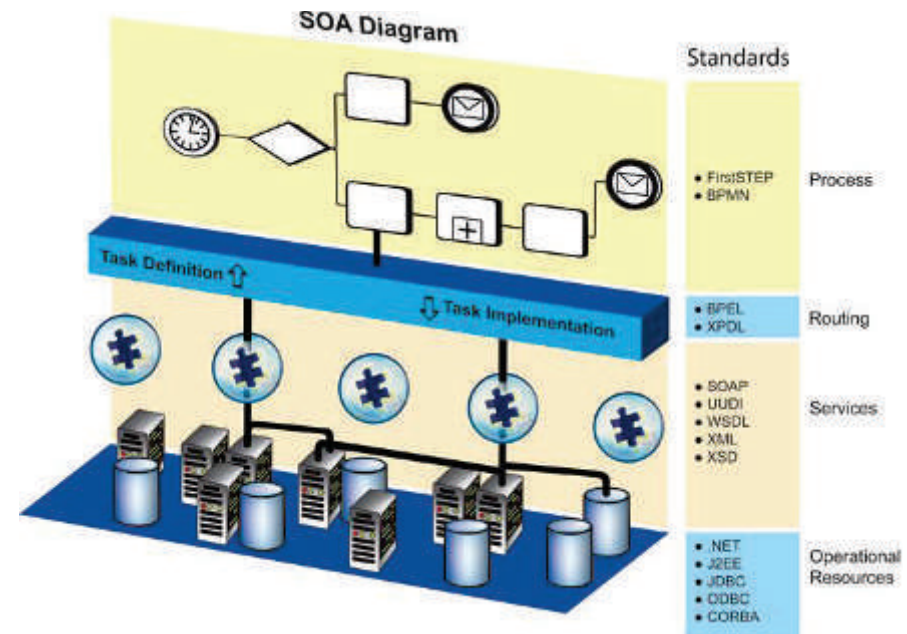 SOA Diagram
Standards
• FirstSTEP
• BPMN
Process
Task Definition
Task Implementation
• BPEL
• XPDL
Routing
• SOAP
• UUDI
• WSDL
• XML
• XSD
Services
• .NET
• J2EE
• JDBC
• ODBC
• CORBA
Operational
Resources